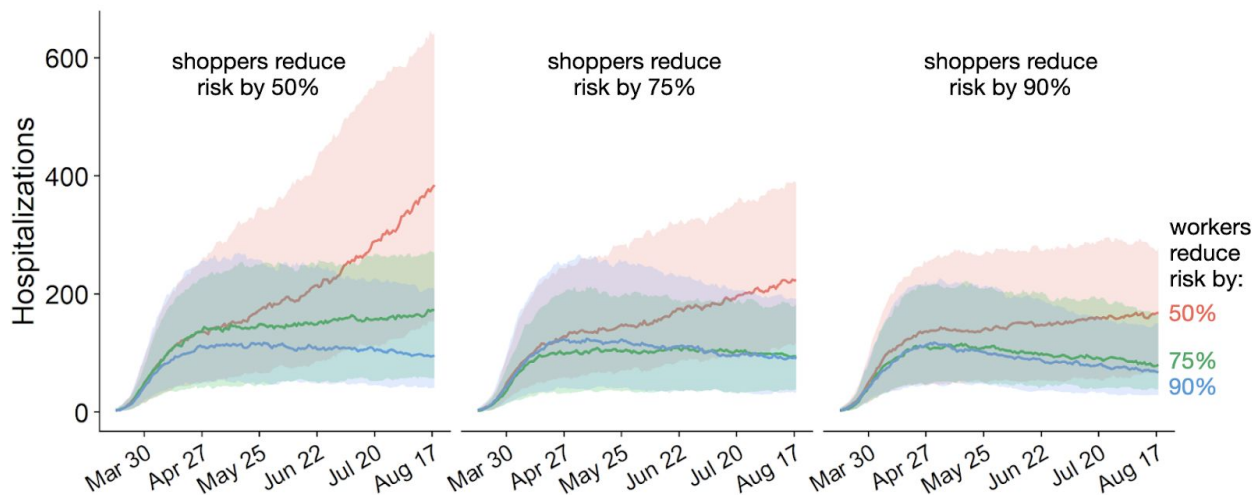 Hospitalizations
600
400
200
0
shoppers reduce
risk by 50%
shoppers reduce
risk by 75%
shoppers reduce
risk by 90%
Mar 30
Apr 27
May 25
Jun 22
Jul 20
Aug 17
Mar 30
Apr 27
May 25
Jun 22
Jul 20
Aug 17
Mar 30
Apr 27
May 25
Jun 22
Jul 20
Aug 17
workers
reduce
risk by:
50%
75%
90%